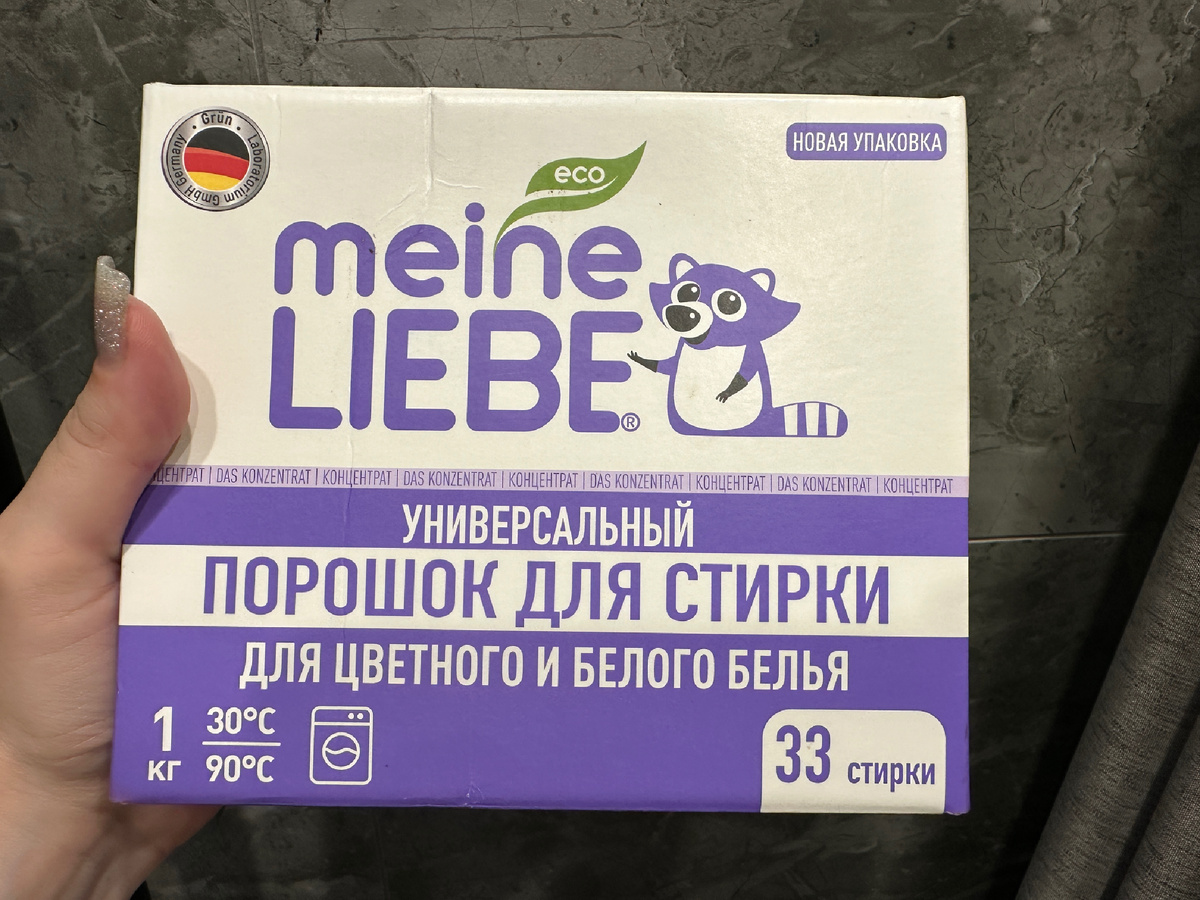 Grün Laboratorium GmbH Germany
НОВАЯ УПАКОВКА
eco
meine
LIEBE®
DAS KONZENTRAT | КОНЦЕНТРАТ | DAS KONZENTRAT | КОНЦЕНТРАТ | DAS KONZENTRAT | КОНЦЕНТРАТ | DAS KONZENTRAT | КОНЦЕНТРАТ
УНИВЕРСАЛЬНЫЙ
ПОРОШОК ДЛЯ СТИРКИ
ДЛЯ ЦВЕТНОГО И БЕЛОГО БЕЛЬЯ
1 кг
30°C
90°C
33 стирки